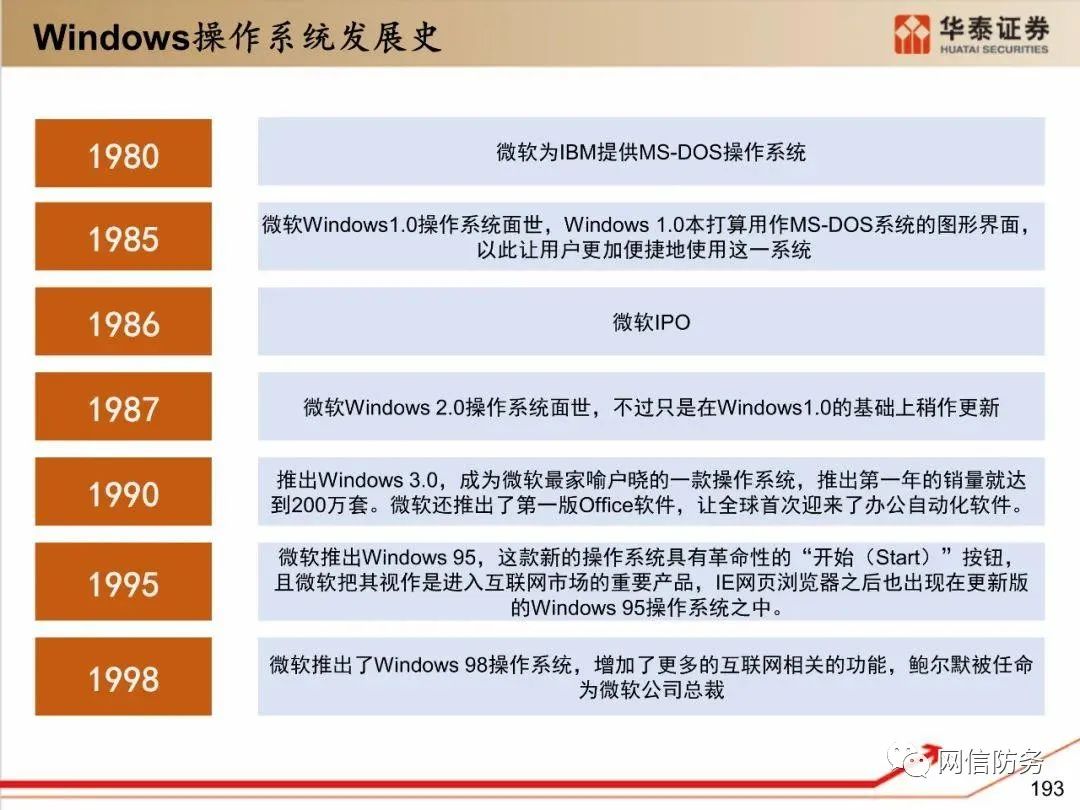 Windows操作系统发展史
华泰证券
HUATAI SECURITIES
1980
微软为IBM提供MS-DOS操作系统
1985
微软Windows1.0操作系统面世，Windows 1.0本打算用作MS-DOS系统的图形界面，
以此让用户更加便捷地使用这一系统
1986
微软IPO
1987
微软Windows 2.0操作系统面世，不过只是在Windows1.0的基础上稍作更新
1990
推出Windows 3.0，成为微软最家喻户晓的一款操作系统，推出第一年的销量就达
到200万套。微软还推出了第一版Office软件，让全球首次迎来了办公自动化软件。
1995
微软推出Windows 95，这款新的操作系统具有革命性的“开始（Start）”按钮，
且微软把其视作是进入互联网市场的重要产品，IE网页浏览器之后也出现在更新版
的Windows 95操作系统之中。
1998
微软推出了Windows 98操作系统，增加了更多的互联网相关的功能，鲍尔默被任命
为微软公司总裁
网信防务
193